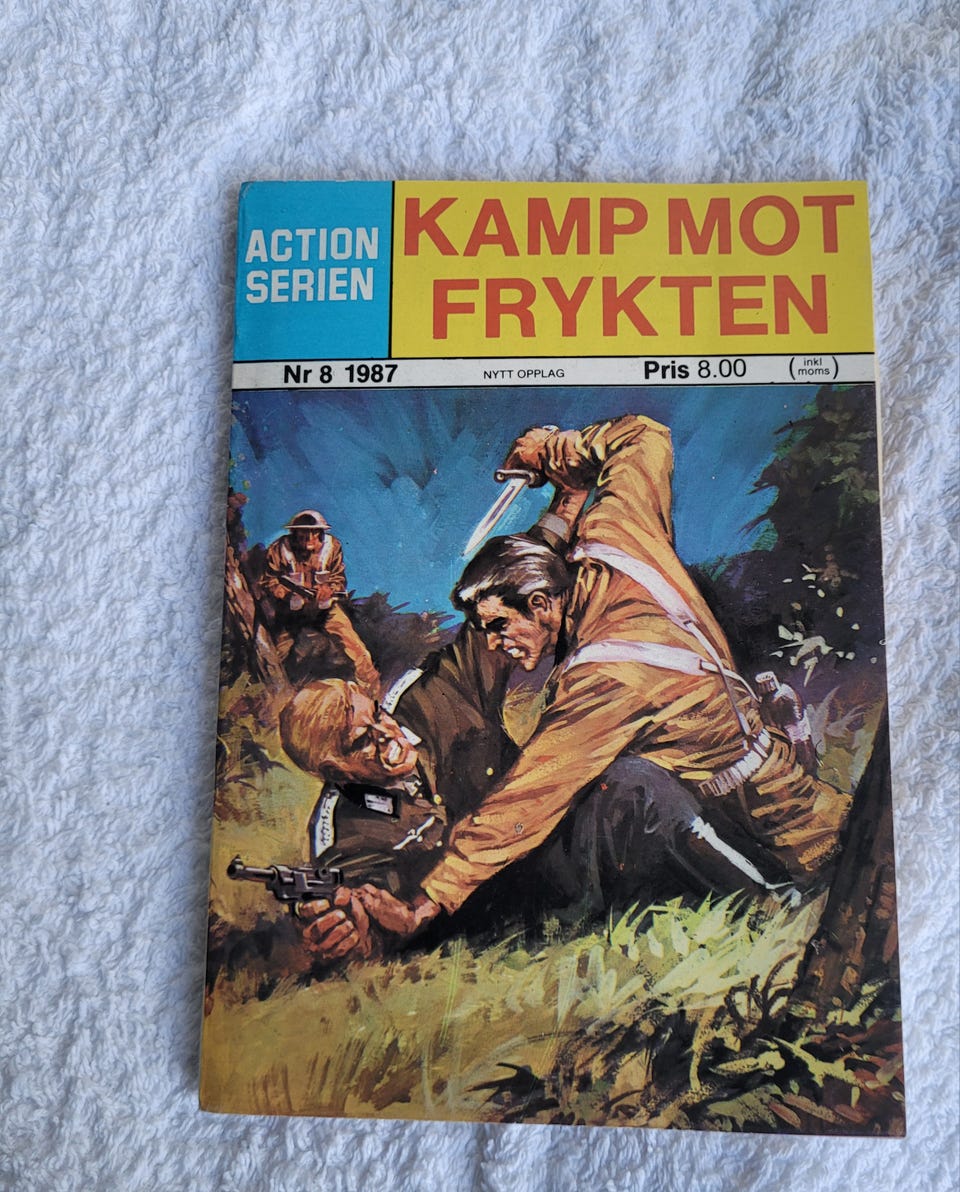 ACTION
SERIEN
KAMP MOT
FRYKTEN
Nr 8 1987 NYTT OPPLAG Pris 8.00 (inkl moms)